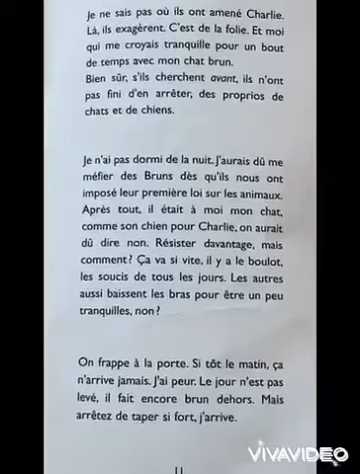 Je ne sais pas où ils ont amené Charlie.
Là, ils exagèrent. C'est de la folie. Et moi
qui me croyais tranquille pour un bout
de temps avec mon chat brun.
Bien sûr, s'ils cherchent avant, ils n'ont
pas fini d'en arrêter, des proprios de
chats et de chiens.
Je n'ai pas dormi de la nuit. J'aurais dû me
méfier des Bruns dès qu'ils nous ont
imposé leur première loi sur les animaux.
Après tout, il était à moi mon chat,
comme son chien pour Charlie, on aurait
dû dire non. Résister davantage, mais
comment? Ça va si vite, il y a le boulot,
les soucis de tous les jours. Les autres
aussi baissent les bras pour être un peu
tranquilles, non?
On frappe à la porte. Si tôt le matin, ça
n'arrive jamais. J'ai peur. Le jour n'est pas
levé, il fait encore brun dehors. Mais
arrêtez de taper si fort, j'arrive.
11
VIVAVIDEO